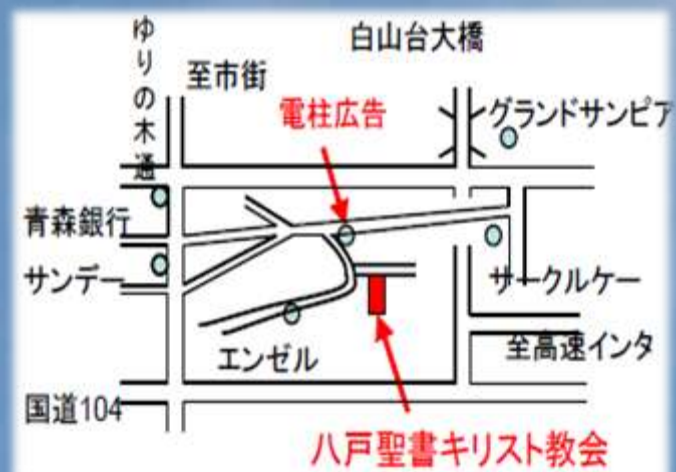 ゆりの木通
白山台大橋
至市街
電柱広告
グランドサンピア
青森銀行
サンデー
サークルケー
エンゼル
至高速インタ
国道104
八戸聖書キリスト教会